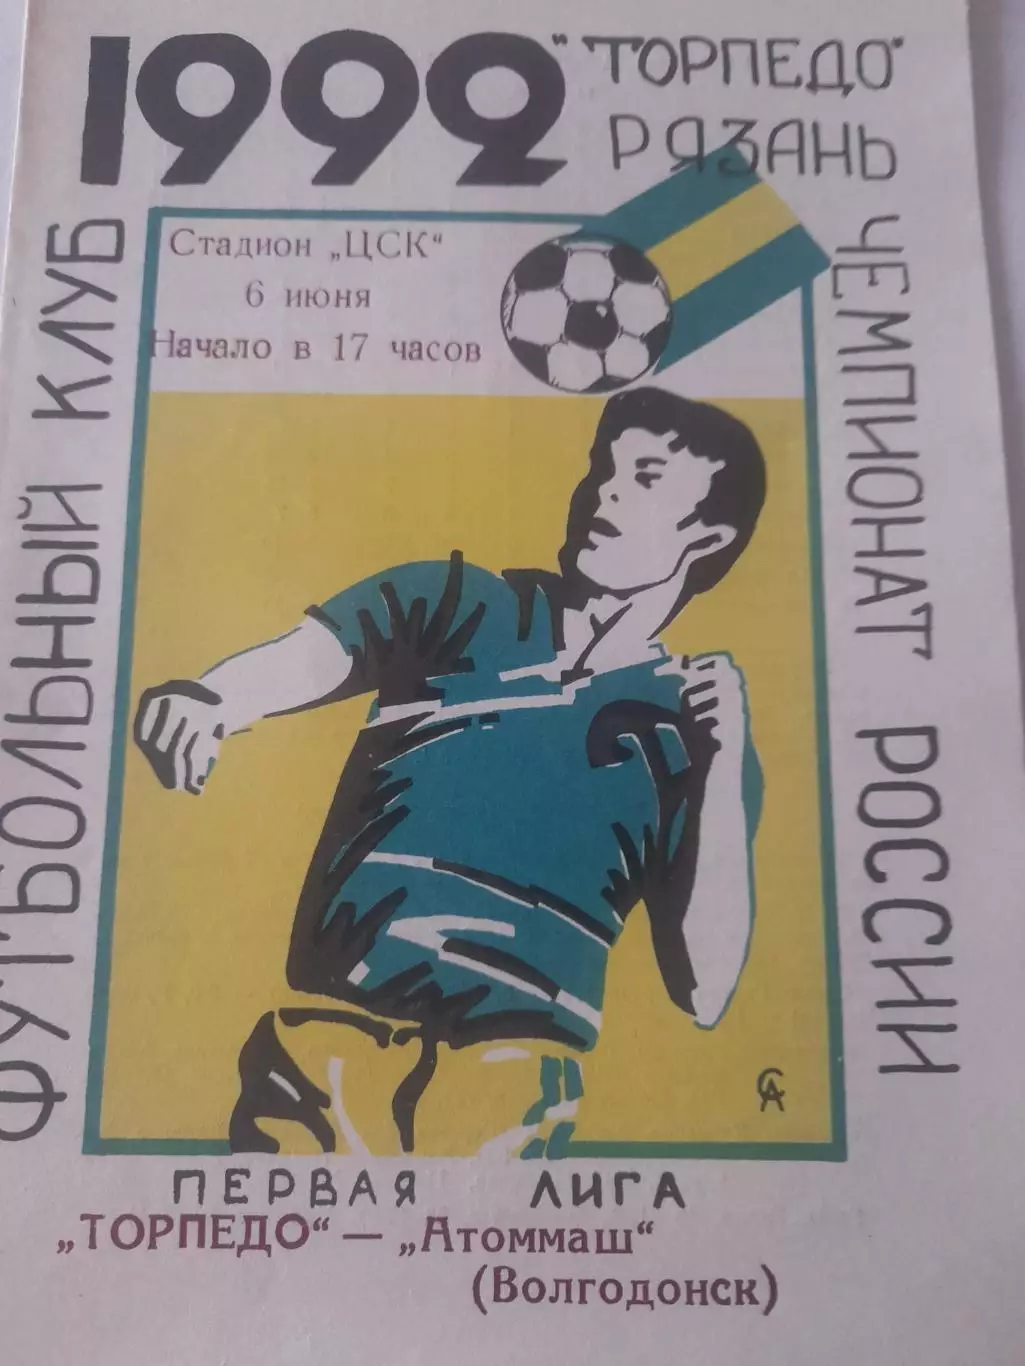 1992
"ТОРПЕДО"
РЯЗАНЬ
ФУТБОЛЬНЫЙ КЛУБ
ЧЕМПИОНАТ РОССИИ
Стадион „ЦСК“
6 июня
Начало в 17 часов
СА
ПЕРВАЯ ЛИГА
„ТОРПЕДО“ — „Атоммаш“
(Волгодонск)